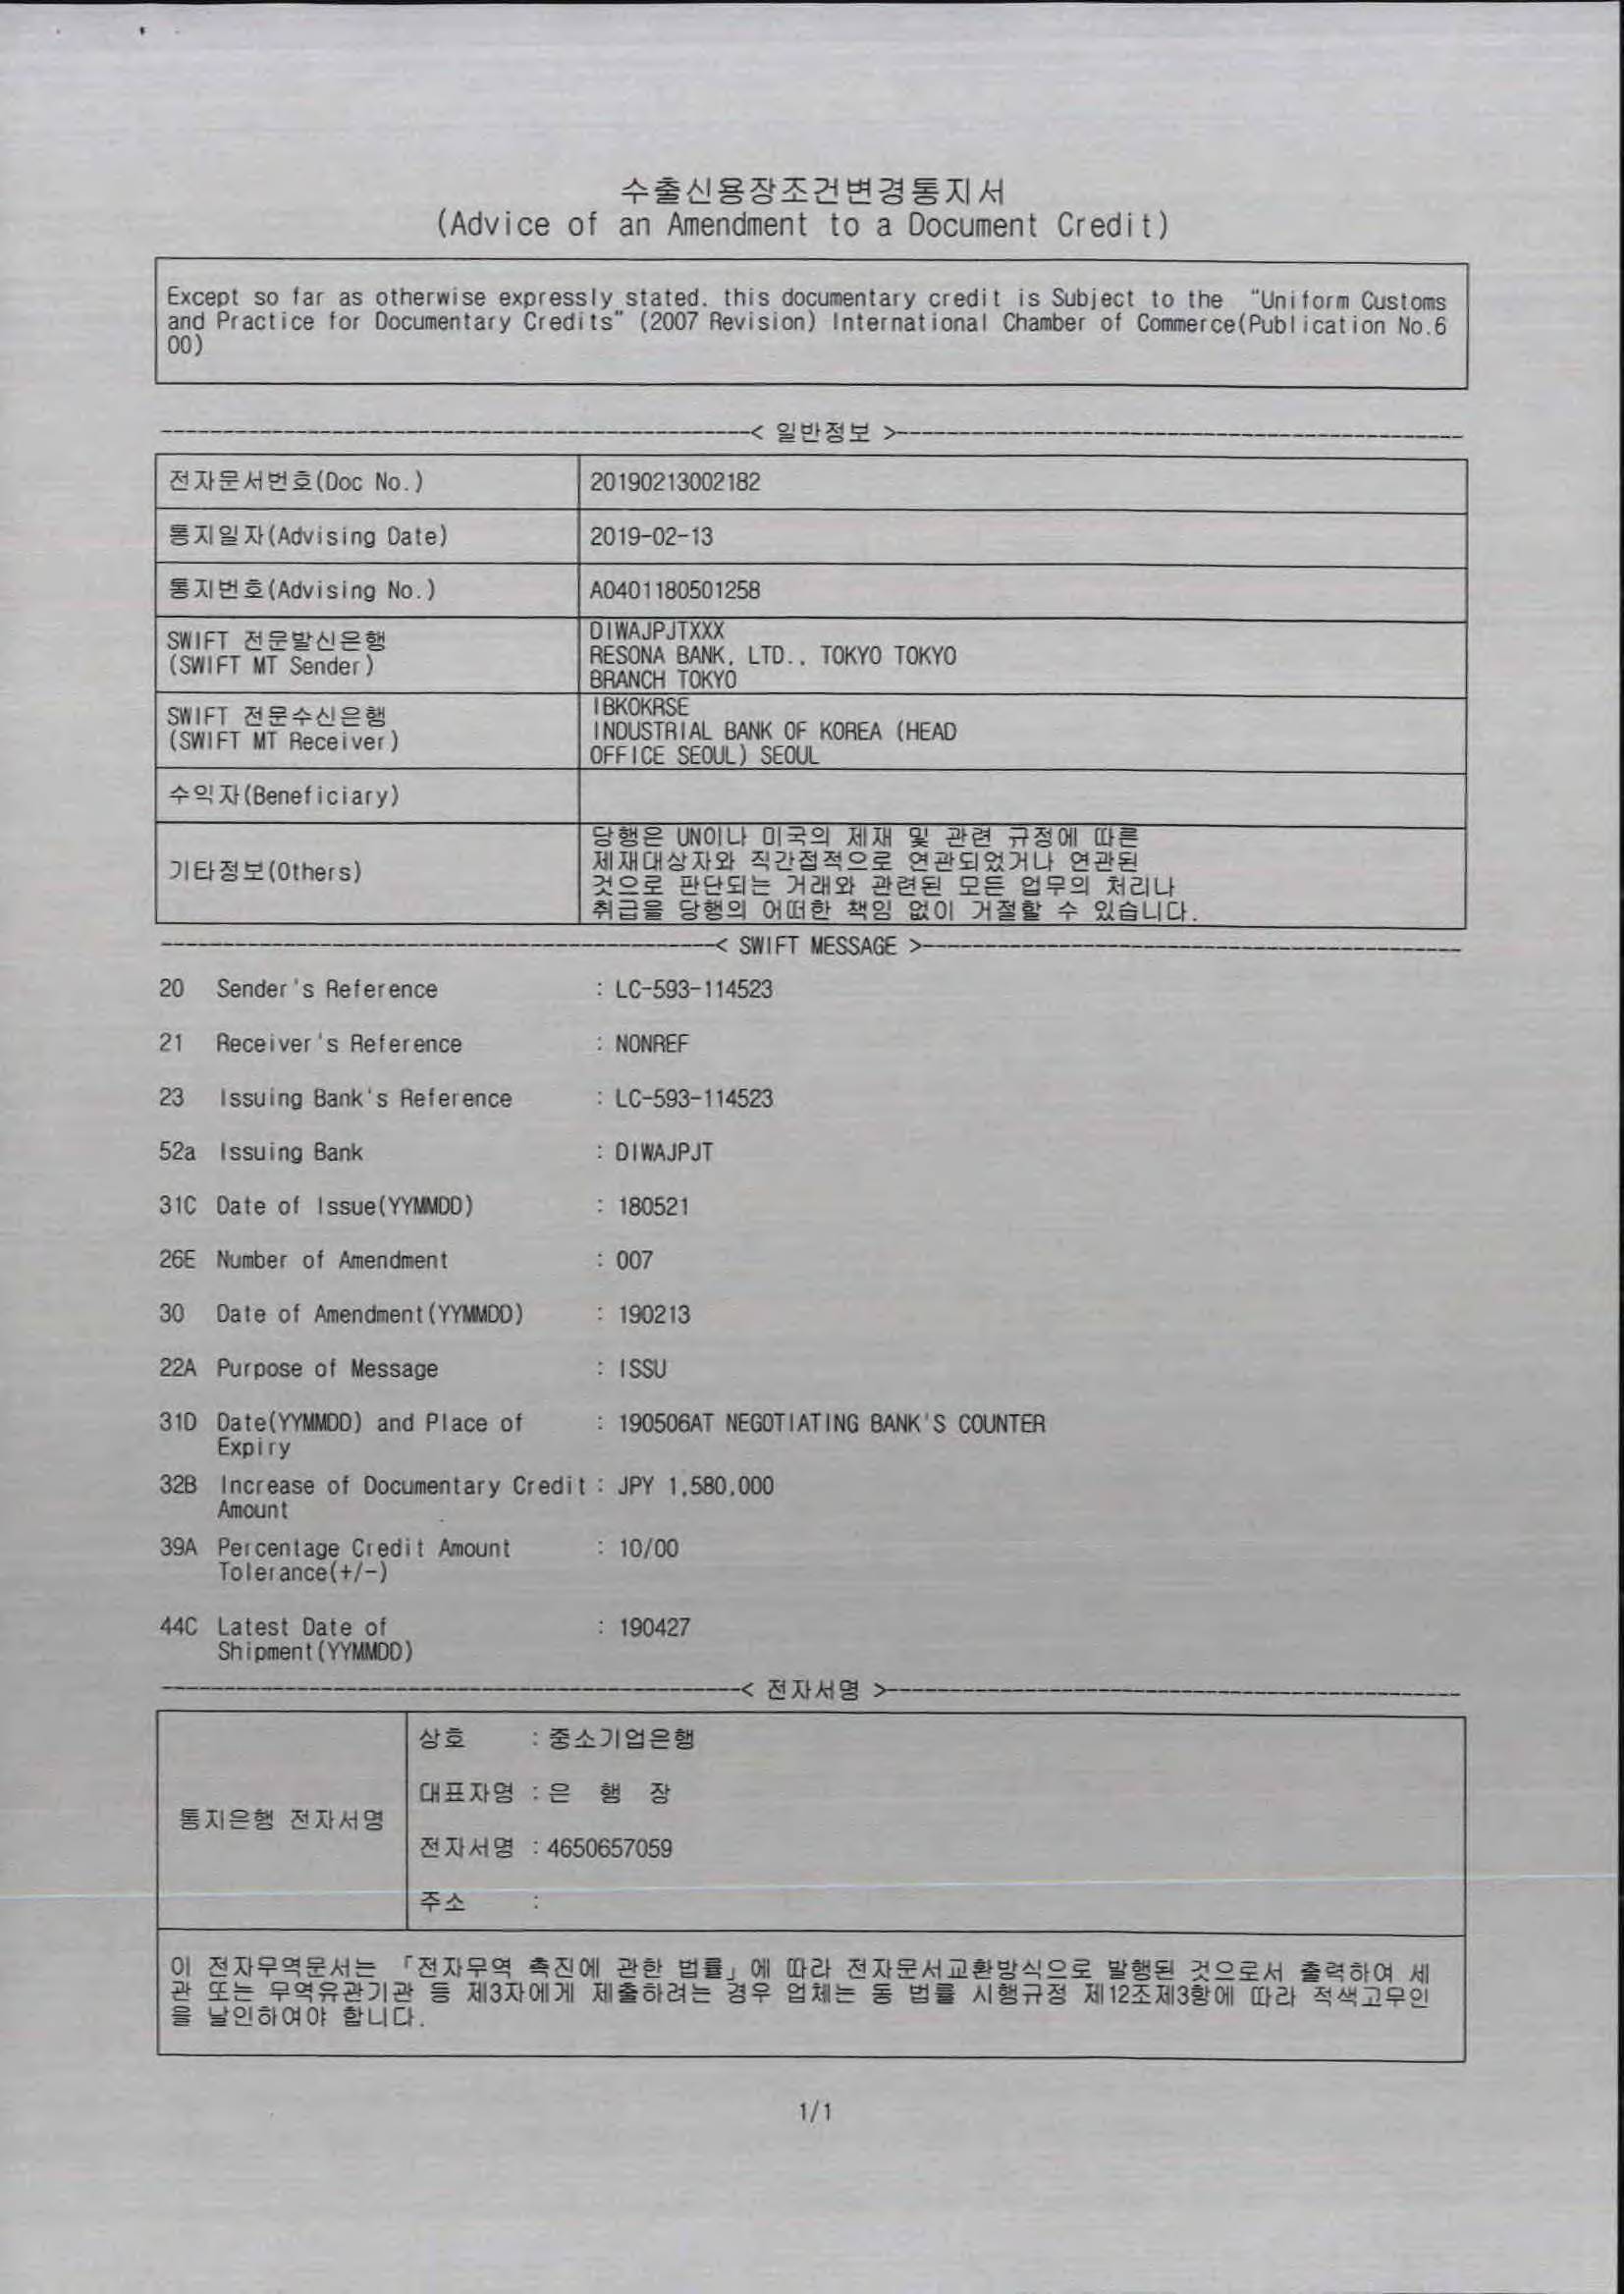 수출신용장조건변경통지서
(Advice of an Amendment to a Document Credit)
Except so far as otherwise expressly stated. this documentary credit is Subject to the "Uniform Customs
and Practice for Documentary Credits" (2007 Revision) International Chamber of Commerce(Publication No.6
00)
< 일반정보 >
전자문서번호(Doc No.) 20190213002182
통지일자(Advising Date) 2019-02-13
통지번호(Advising No.) A0401180501258
SWIFT 전문발신은행
(SWIFT MT Sender)
DIWAJPJTXXX
RESONA BANK, LTD., TOKYO TOKYO
BRANCH TOKYO
SWIFT 전문수신은행
(SWIFT MT Receiver)
IBKOKRSE
INDUSTRIAL BANK OF KOREA (HEAD
OFFICE SEOUL) SEOUL
수익자(Beneficiary)
기타정보(Others)
당행은 UN이나 미국의 제재 및 관련 규정에 따른
제재대상자와 직간접적으로 연관되었거나 연관된
것으로 판단되는 거래와 관련된 모든 업무의 처리나
취급을 당행의 어떠한 책임 없이 거절할 수 있습니다.
< SWIFT MESSAGE >
20 Sender's Reference : LC-593-114523
21 Receiver's Reference : NONREF
23 Issuing Bank's Reference : LC-593-114523
52a Issuing Bank : DIWAJPJT
31C Date of Issue(YYMMDD) : 180521
26E Number of Amendment : 007
30 Date of Amendment(YYMMDD) : 190213
22A Purpose of Message : ISSU
31D Date(YYMMDD) and Place of : 190506AT NEGOTIATING BANK'S COUNTER
Expiry
32B Increase of Documentary Credit : JPY 1,580,000
Amount
39A Percentage Credit Amount : 10/00
Tolerance(+/-)
44C Latest Date of : 190427
Shipment(YYMMDD)
< 전자서명 >
통지은행 전자서명
상호 : 중소기업은행
대표자명 : 은 행 장
전자서명 : 4650657059
주소 :
이 전자무역문서는 「전자무역 촉진에 관한 법률」에 따라 전자문서교환방식으로 발행된 것으로서 출력하여 세
관 또는 무역유관기관 등 제3자에게 제출하려는 경우 업체는 동 법률 시행규정 제12조제3항에 따라 적색고무인
을 날인하여야 합니다.
1/1